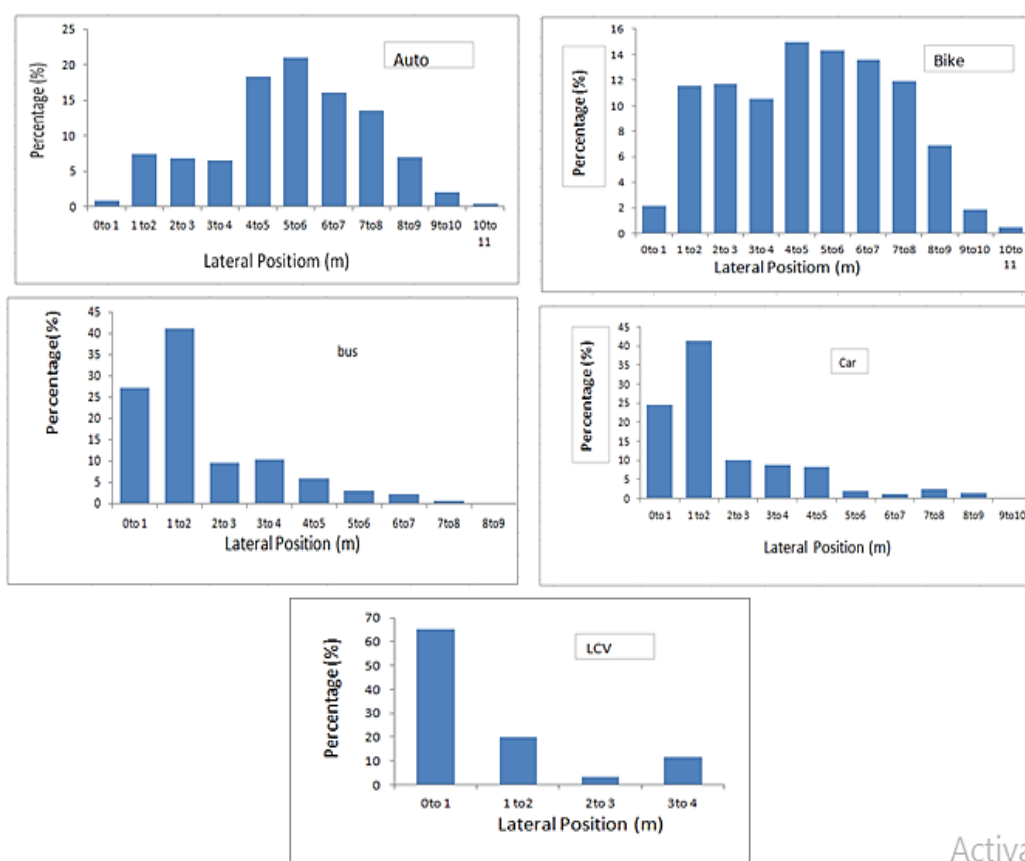 25
20
15
10
5
0
Percentage (%)
Auto
0to 1 1 to2 2to 3 3to 4 4to5 5to6 6to7 7to8 8to9 9to10 10to 11
Lateral Positiom (m)
16
14
12
10
8
6
4
2
0
Percentage (%)
Bike
0to 1 1 to2 2to 3 3to 4 4to5 5to6 6to7 7to8 8to9 9to10 10to 11
Lateral Positiom (m)
45
40
35
30
25
20
15
10
5
0
Percentage(%)
bus
0to 1 1 to2 2to 3 3to 4 4to5 5to6 6to7 7to8 8to9
Lateral Position (m)
45
40
35
30
25
20
15
10
5
0
Percentage (%)
Car
0to 1 1 to2 2to 3 3to 4 4to5 5to6 6to7 7to8 8to9 9to10
Lateral Position (m)
70
60
50
40
30
20
10
0
Percentage (%)
LCV
0to 1 1 to2 2to 3 3to 4
Lateral Position (m)
Activa